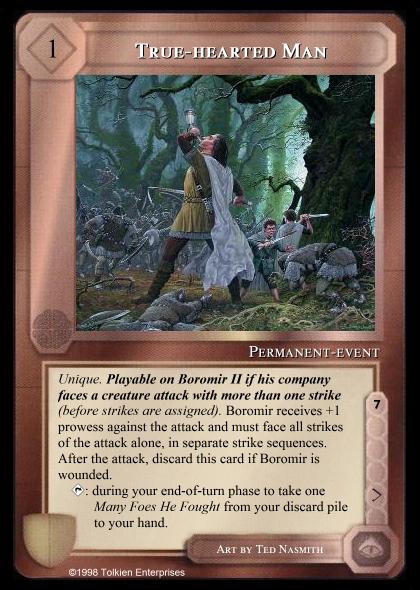 1
TRUE-HEARTED MAN
PERMANENT-EVENT
Unique. Playable on Boromir II if his company
faces a creature attack with more than one strike
(before strikes are assigned). Boromir receives +1
prowess against the attack and must face all strikes
of the attack alone, in separate strike sequences.
After the attack, discard this card if Boromir is
wounded.
: during your end-of-turn phase to take one
Many Foes He Fought from your discard pile
to your hand.
7
ART BY TED NASMITH
©1998 Tolkien Enterprises